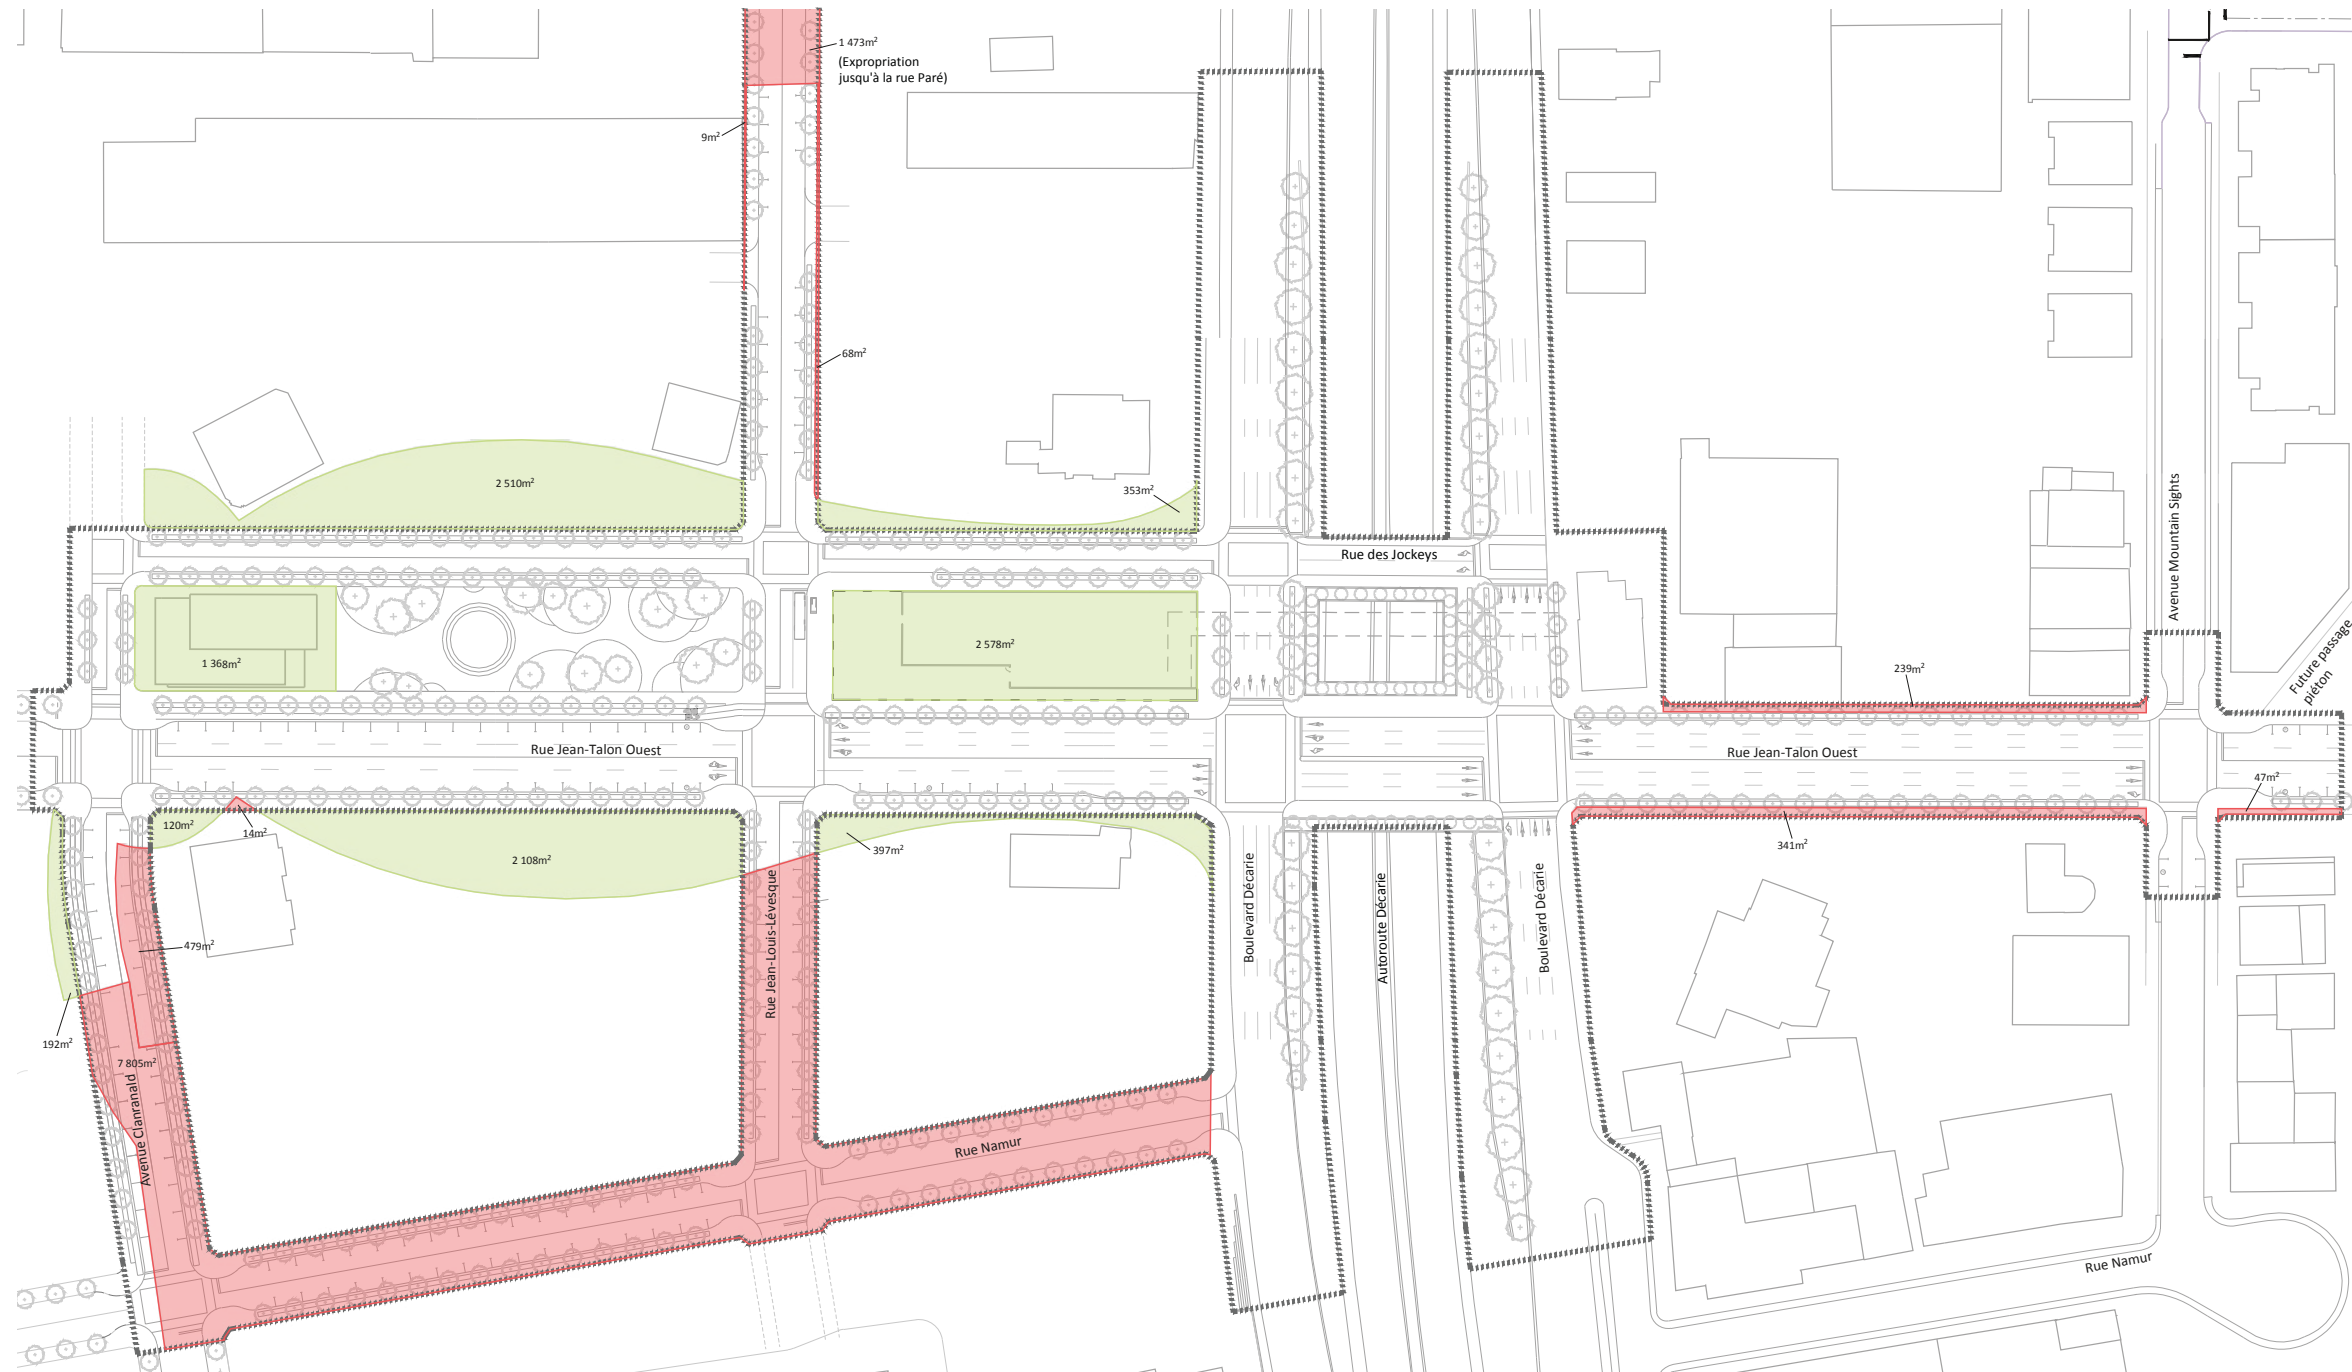 1 473m²
(Expropriation
jusqu'à la rue Paré)
9m²
68m²
2 510m²
353m²
Rue des Jockeys
Avenue Mountain Sights
Future passage
piéton
1 368m²
2 578m²
239m²
Rue Jean-Talon Ouest
Rue Jean-Talon Ouest
47m²
120m²
14m²
2 108m²
397m²
341m²
Boulevard Décarie
Autoroute Décarie
Boulevard Décarie
Rue Jean-Louis-Lévesque
479m²
192m²
7 805m²
Avenue Clanranald
Rue Namur
Rue Namur